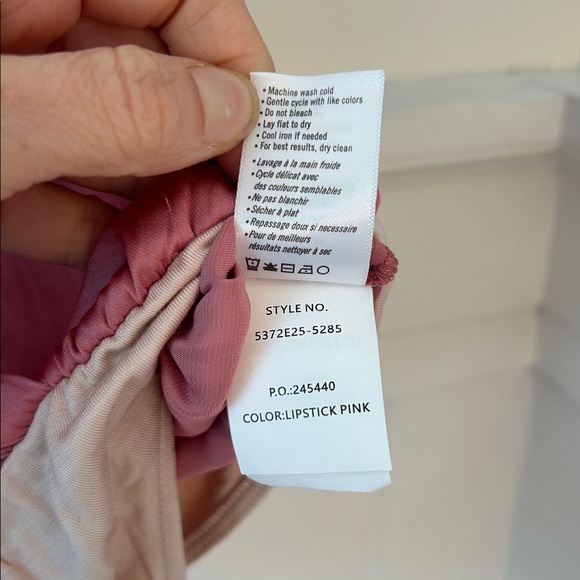 • Machine wash cold
• Gentle cycle with like colors
• Do not bleach
• Lay flat to dry
• Cool iron if needed
• For best results, dry clean
• Lavage à la main froide
• Cycle délicat avec
des couleurs semblables
• Ne pas blanchir
• Sécher à plat
• Repassage doux si necessaire
• Pour de meilleurs
résultats nettoyer à sec
STYLE NO.
5372E25-5285
P.O.:245440
COLOR:LIPSTICK PINK